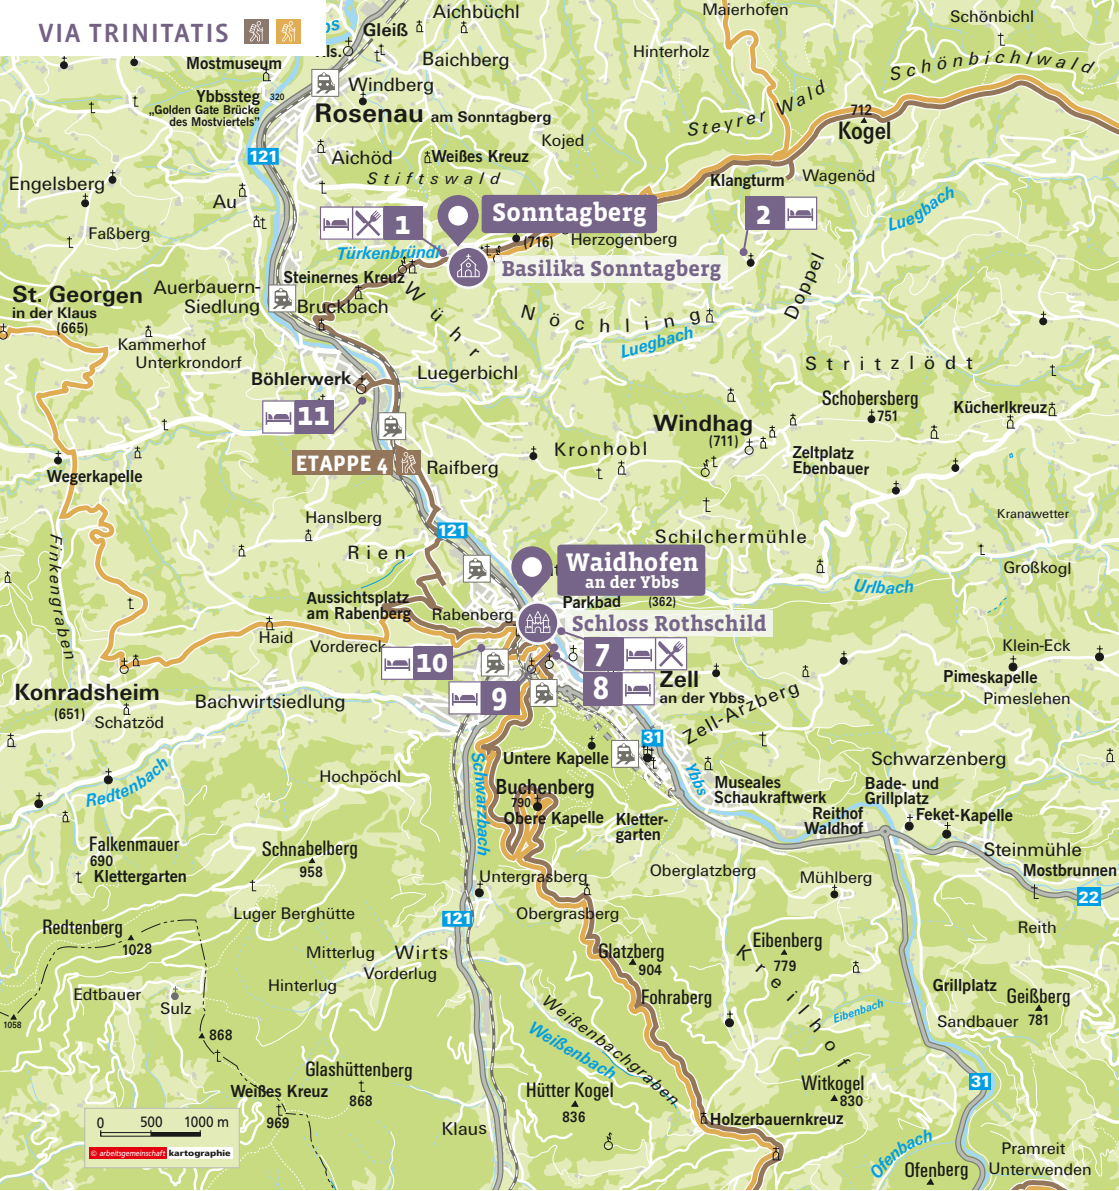 VIA TRINITATIS
Gleiß
Aichbüchl
Maierhofen
Schönbichl
Mostmuseum
Baichberg
Hinterholz
Schönbichlwald
Windberg
Ybbssteg
320
„Golden Gate Brücke
des Mostviertels“
Rosenau am Sonntagberg
Steyrer Wald
712
Kogel
121
Kojed
Aichöd
Weißes Kreuz
Stiftswald
Engelsberg
Klangturm
Wagenöd
Au
Faßberg
1
Sonntagberg
2
Luegbach
(716)
Herzogenberg
Türkenbründl
Basilika Sonntagberg
Steinernes Kreuz
St. Georgen
in der Klaus
(665)
Auerbauern-
Siedlung
Bruckbach
Wühr
Nöchling
Doppel
Luegbach
Kammerhof
Unterkrondorf
Böhlerwerk
Luegerbichl
Stritzlödt
11
Schobersberg
751
Kücherlkreuz
Windhag
(711)
Kronhobl
Zeltplatz
Ebenbauer
ETAPPE 4
Raifberg
Wegerkapelle
Hanslberg
121
Kranawetter
Finkengraben
Rien
Schilchermühle
Großkogl
Waidhofen
an der Ybbs
Urlbach
Aussichtsplatz
am Rabenberg
Rabenberg
Parkbad
(362)
Schloss Rothschild
Haid
Vordereck
10
7
Klein-Eck
8
Zell
an der Ybbs
Pimeskapelle
Pimeslehen
Konradsheim
(651)
Schatzöd
Bachwirtsiedlung
9
Zell-Arzberg
31
Redtenbach
Hochpöchl
Schwarzbach
Untere Kapelle
Ybbs
Schwarzenberg
Buchenberg
790
Obere Kapelle
Kletter-
garten
Museales
Schaukraftwerk
Bade- und
Grillplatz
Reithof
Waldhof
Feket-Kapelle
Falkenmauer
690
Klettergarten
Schnabelberg
958
Steinmühle
Untergrasberg
Oberglatzberg
Mühlberg
Mostbrunnen
22
Luger Berghütte
121
Obergrasberg
Redtenberg
1028
Reith
Mitterlug
Wirts
Vorderlug
Glatzberg
904
Kreilhof
Eibenberg
779
Hinterlug
Edtbauer
Sulz
Fohraberg
Grillplatz
Geißberg
781
Sandbauer
Eibenbach
1058
868
Weißenbachgraben
Weißenbach
Glashüttenberg
868
Weißes Kreuz
969
Hütter Kogel
836
Witkogel
830
31
0 500 1000 m
Klaus
Holzerbauernkreuz
© arbeitsgemeinschaft kartographie
Ofenbach
Ofenberg
Pramreit
Unterwenden